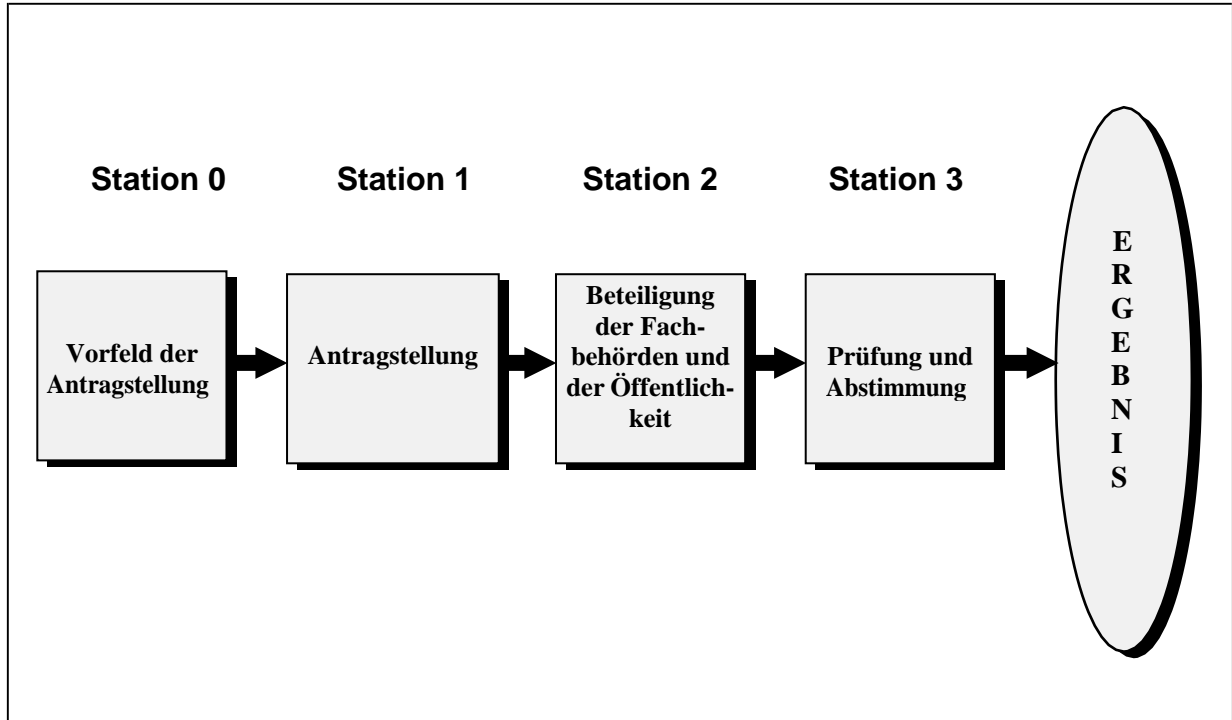 Station 0
Station 1
Station 2
Station 3
Vorfeld der
Antragstellung
Antragstellung
Beteiligung
der Fach-
behörden und
der Öffentlich-
keit
Prüfung und
Abstimmung
E
R
G
E
B
N
I
S